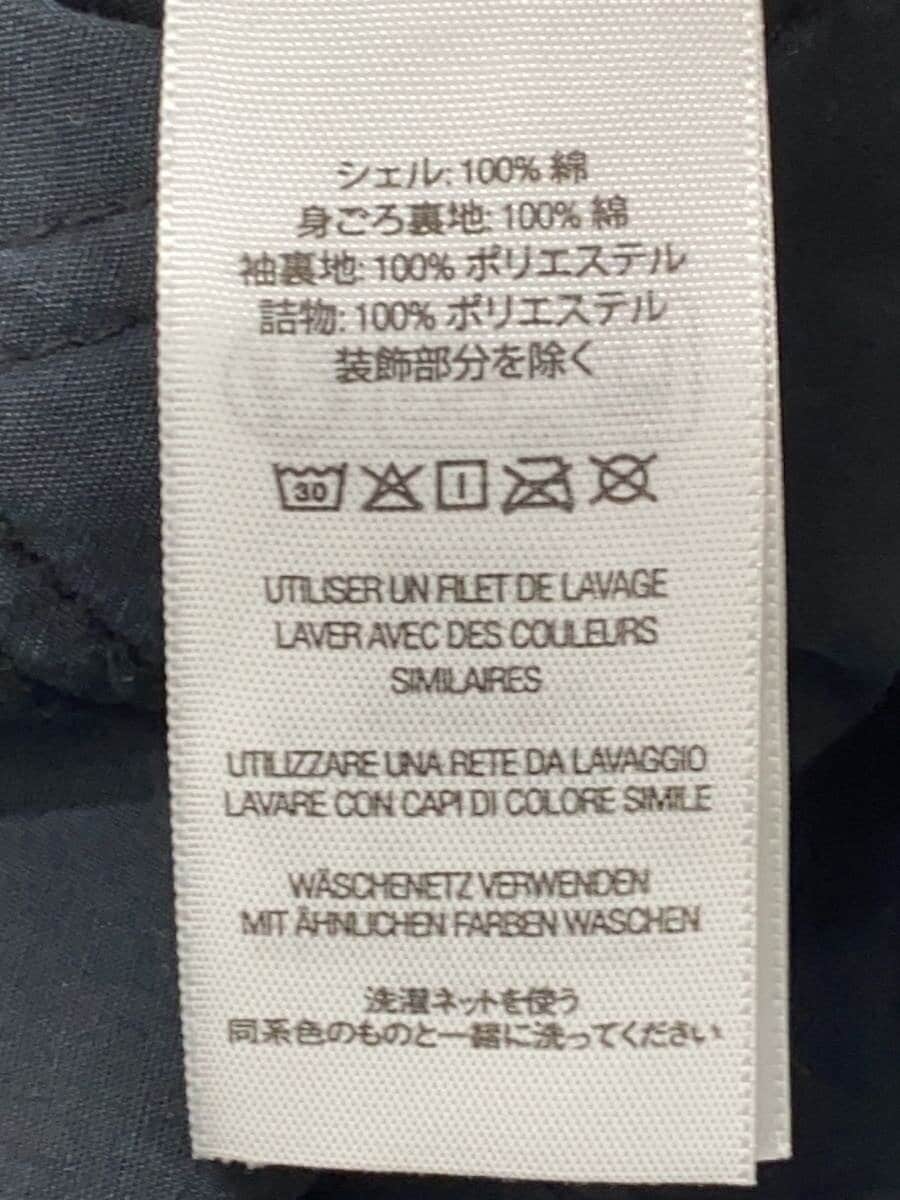 シェル: 100% 綿
身ごろ裏地: 100% 綿
袖裏地: 100% ポリエステル
詰物: 100% ポリエステル
装飾部分を除く
30
UTILISER UN FILET DE LAVAGE
LAVER AVEC DES COULEURS
SIMILAIRES
UTILIZZARE UNA RETE DA LAVAGGIO
LAVARE CON CAPI DI COLORE SIMILE
WÄSCHENETZ VERWENDEN
MIT ÄHNLICHEN FARBEN WASCHEN
洗濯ネットを使う
同系色のものと一緒に洗ってください